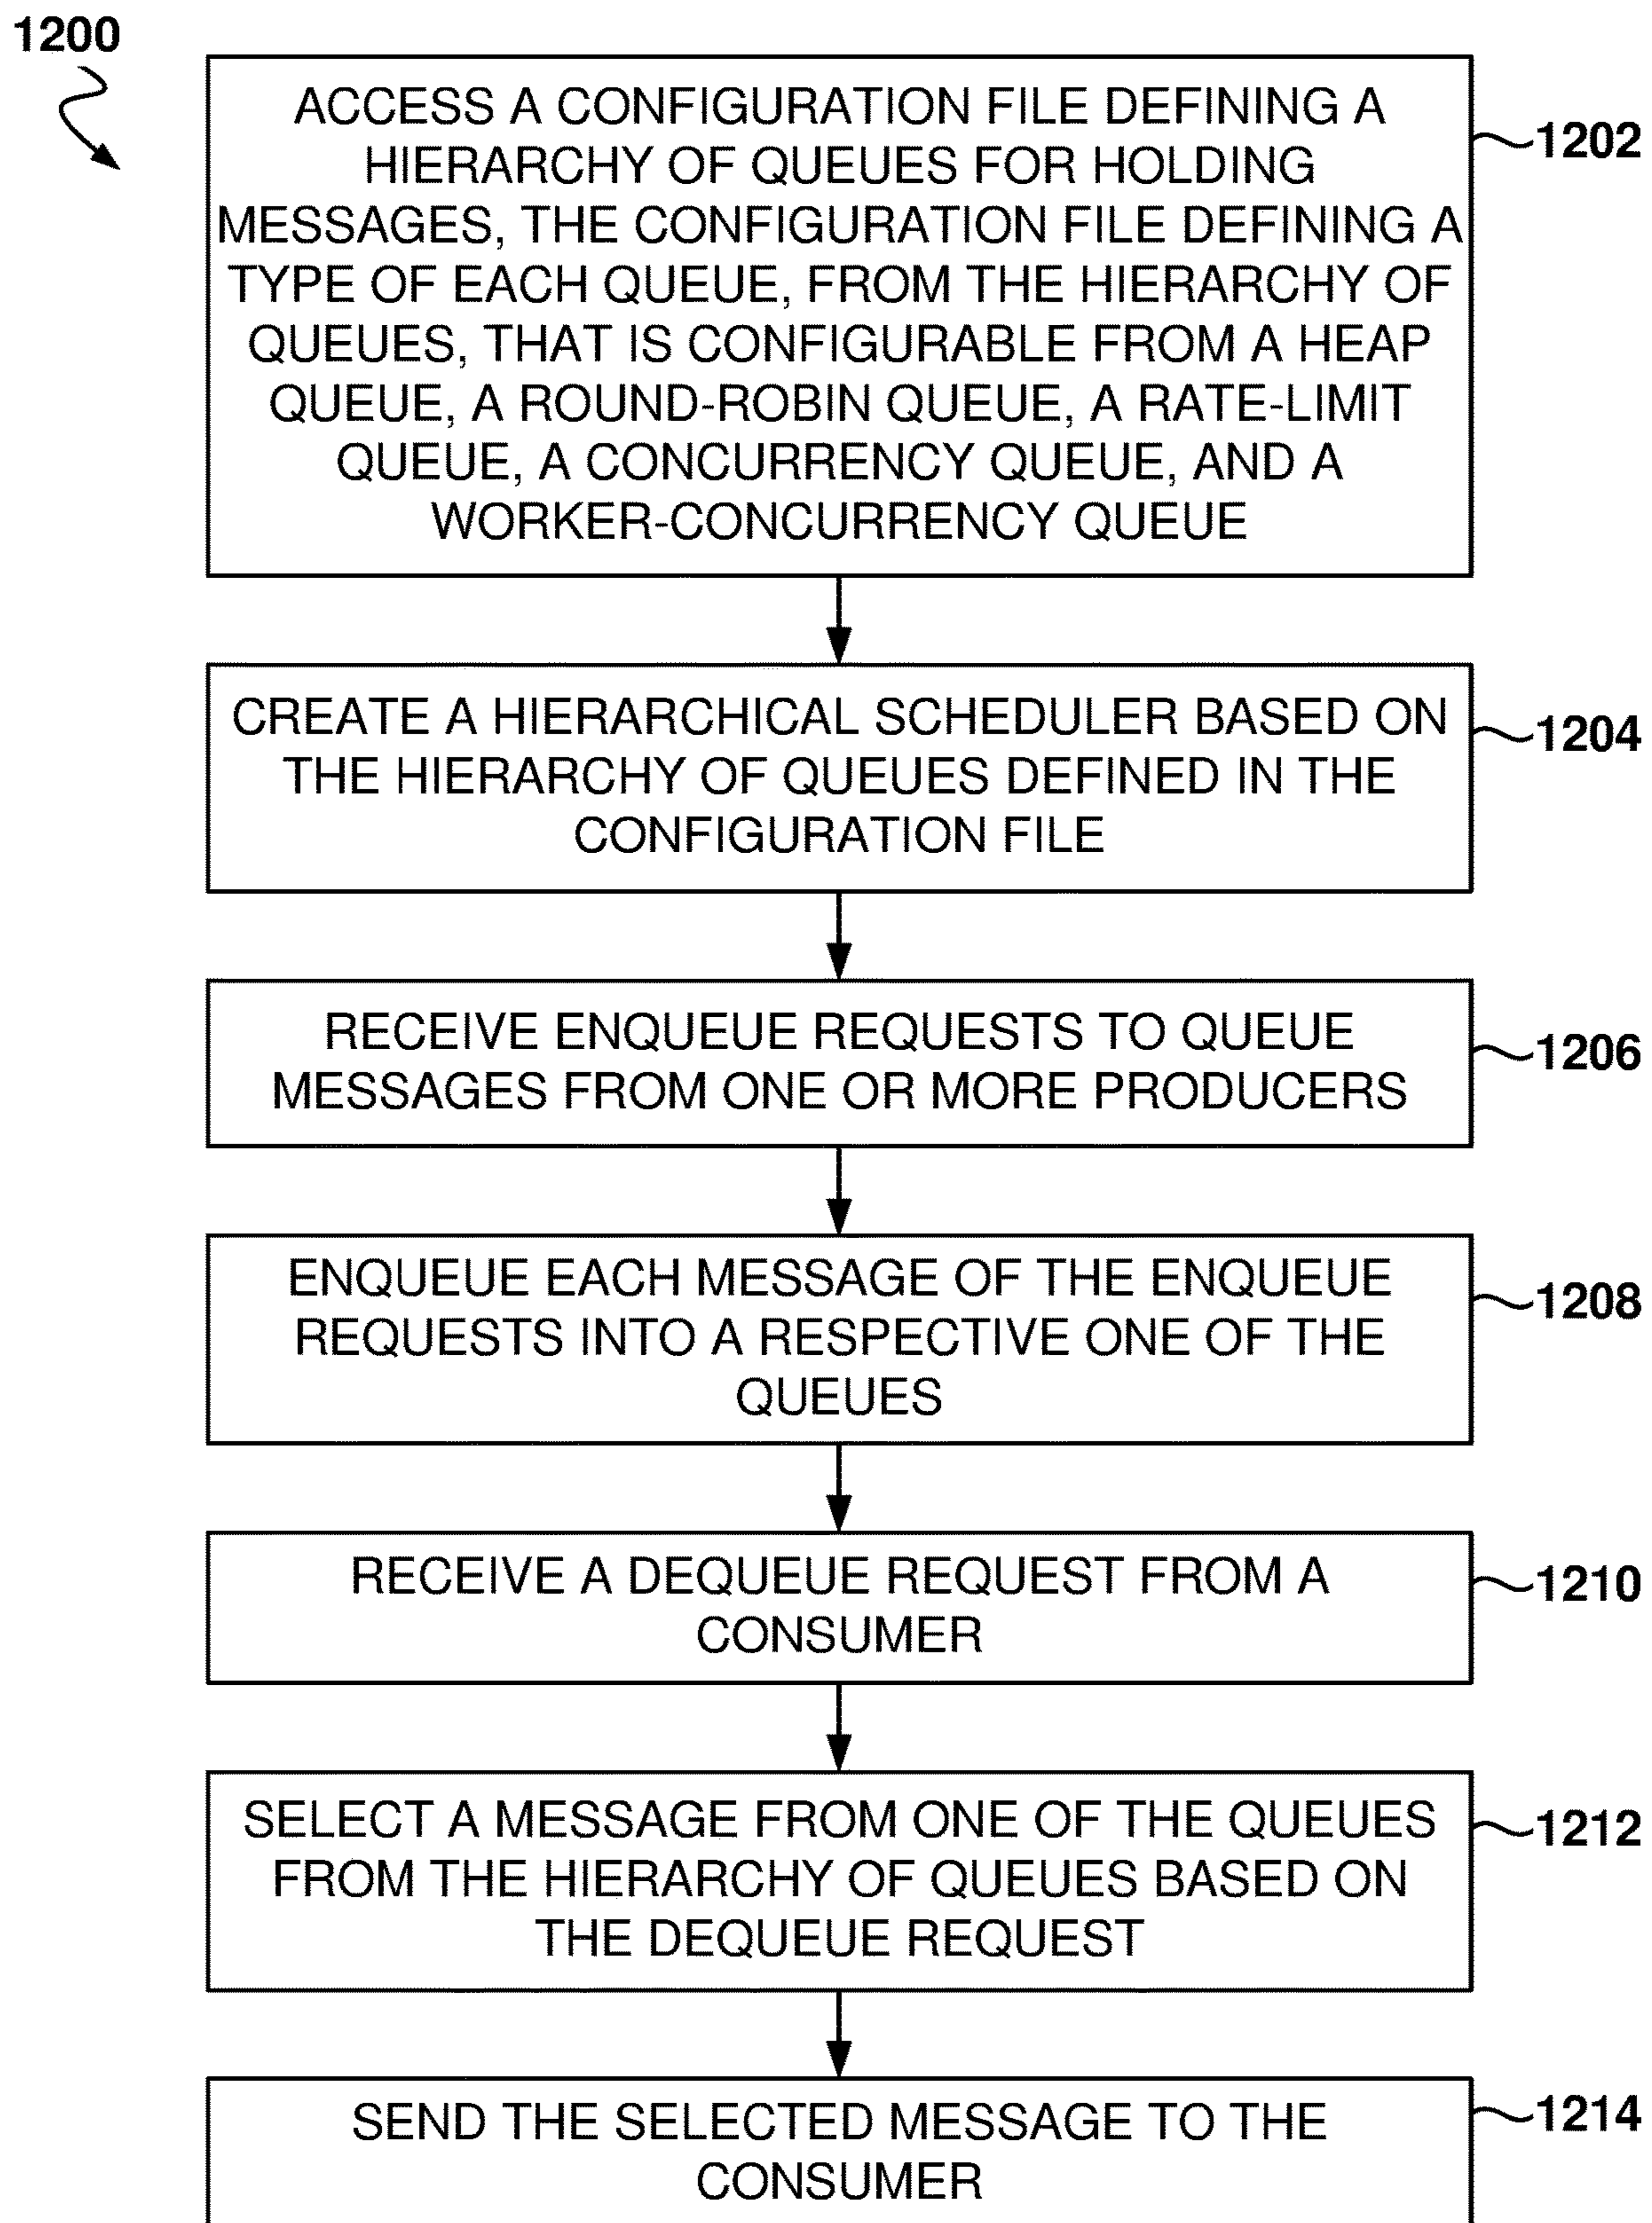 1200
ACCESS A CONFIGURATION FILE DEFINING A
HIERARCHY OF QUEUES FOR HOLDING
MESSAGES, THE CONFIGURATION FILE DEFINING A
TYPE OF EACH QUEUE, FROM THE HIERARCHY OF
QUEUES, THAT IS CONFIGURABLE FROM A HEAP
QUEUE, A ROUND-ROBIN QUEUE, A RATE-LIMIT
QUEUE, A CONCURRENCY QUEUE, AND A
WORKER-CONCURRENCY QUEUE
1202
CREATE A HIERARCHICAL SCHEDULER BASED ON
THE HIERARCHY OF QUEUES DEFINED IN THE
CONFIGURATION FILE
1204
RECEIVE ENQUEUE REQUESTS TO QUEUE
MESSAGES FROM ONE OR MORE PRODUCERS
1206
ENQUEUE EACH MESSAGE OF THE ENQUEUE
REQUESTS INTO A RESPECTIVE ONE OF THE
QUEUES
1208
RECEIVE A DEQUEUE REQUEST FROM A
CONSUMER
1210
SELECT A MESSAGE FROM ONE OF THE QUEUES
FROM THE HIERARCHY OF QUEUES BASED ON
THE DEQUEUE REQUEST
1212
SEND THE SELECTED MESSAGE TO THE
CONSUMER
1214